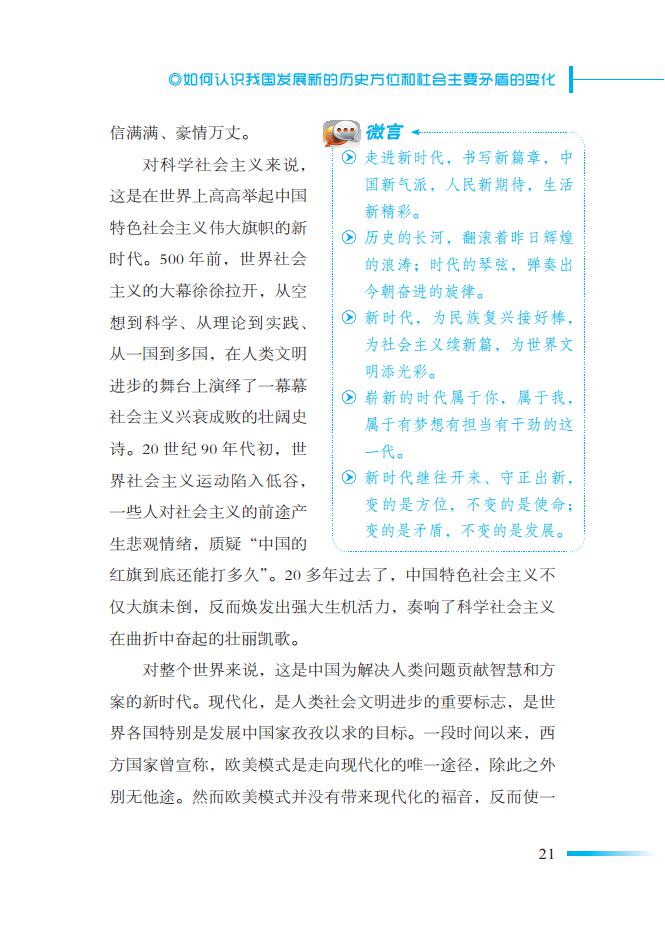 ◎如何认识我国发展新的历史方位和社会主要矛盾的变化
信满满、豪情万丈。
对科学社会主义来说，
这是在世界上高高举起中国
特色社会主义伟大旗帜的新
时代。500 年前，世界社会
主义的大幕徐徐拉开，从空
想到科学、从理论到实践、
从一国到多国，在人类文明
进步的舞台上演绎了一幕幕
社会主义兴衰成败的壮阔史
诗。20 世纪 90 年代初，世
界社会主义运动陷入低谷，
一些人对社会主义的前途产
生悲观情绪，质疑“中国的
红旗到底还能打多久”。20 多年过去了，中国特色社会主义不
仅大旗未倒，反而焕发出强大生机活力，奏响了科学社会主义
在曲折中奋起的壮丽凯歌。
微言
走进新时代，书写新篇章，中
国新气派，人民新期待，生活
新精彩。
历史的长河，翻滚着昨日辉煌
的浪涛；时代的琴弦，弹奏出
今朝奋进的旋律。
新时代，为民族复兴接好棒，
为社会主义续新篇，为世界文
明添光彩。
崭新的时代属于你，属于我，
属于有梦想有担当有干劲的这
一代。
新时代继往开来、守正出新，
变的是方位，不变的是使命；
变的是矛盾，不变的是发展。
对整个世界来说，这是中国为解决人类问题贡献智慧和方
案的新时代。现代化，是人类社会文明进步的重要标志，是世
界各国特别是发展中国家孜孜以求的目标。一段时间以来，西
方国家曾宣称，欧美模式是走向现代化的唯一途径，除此之外
别无他途。然而欧美模式并没有带来现代化的福音，反而使一
21